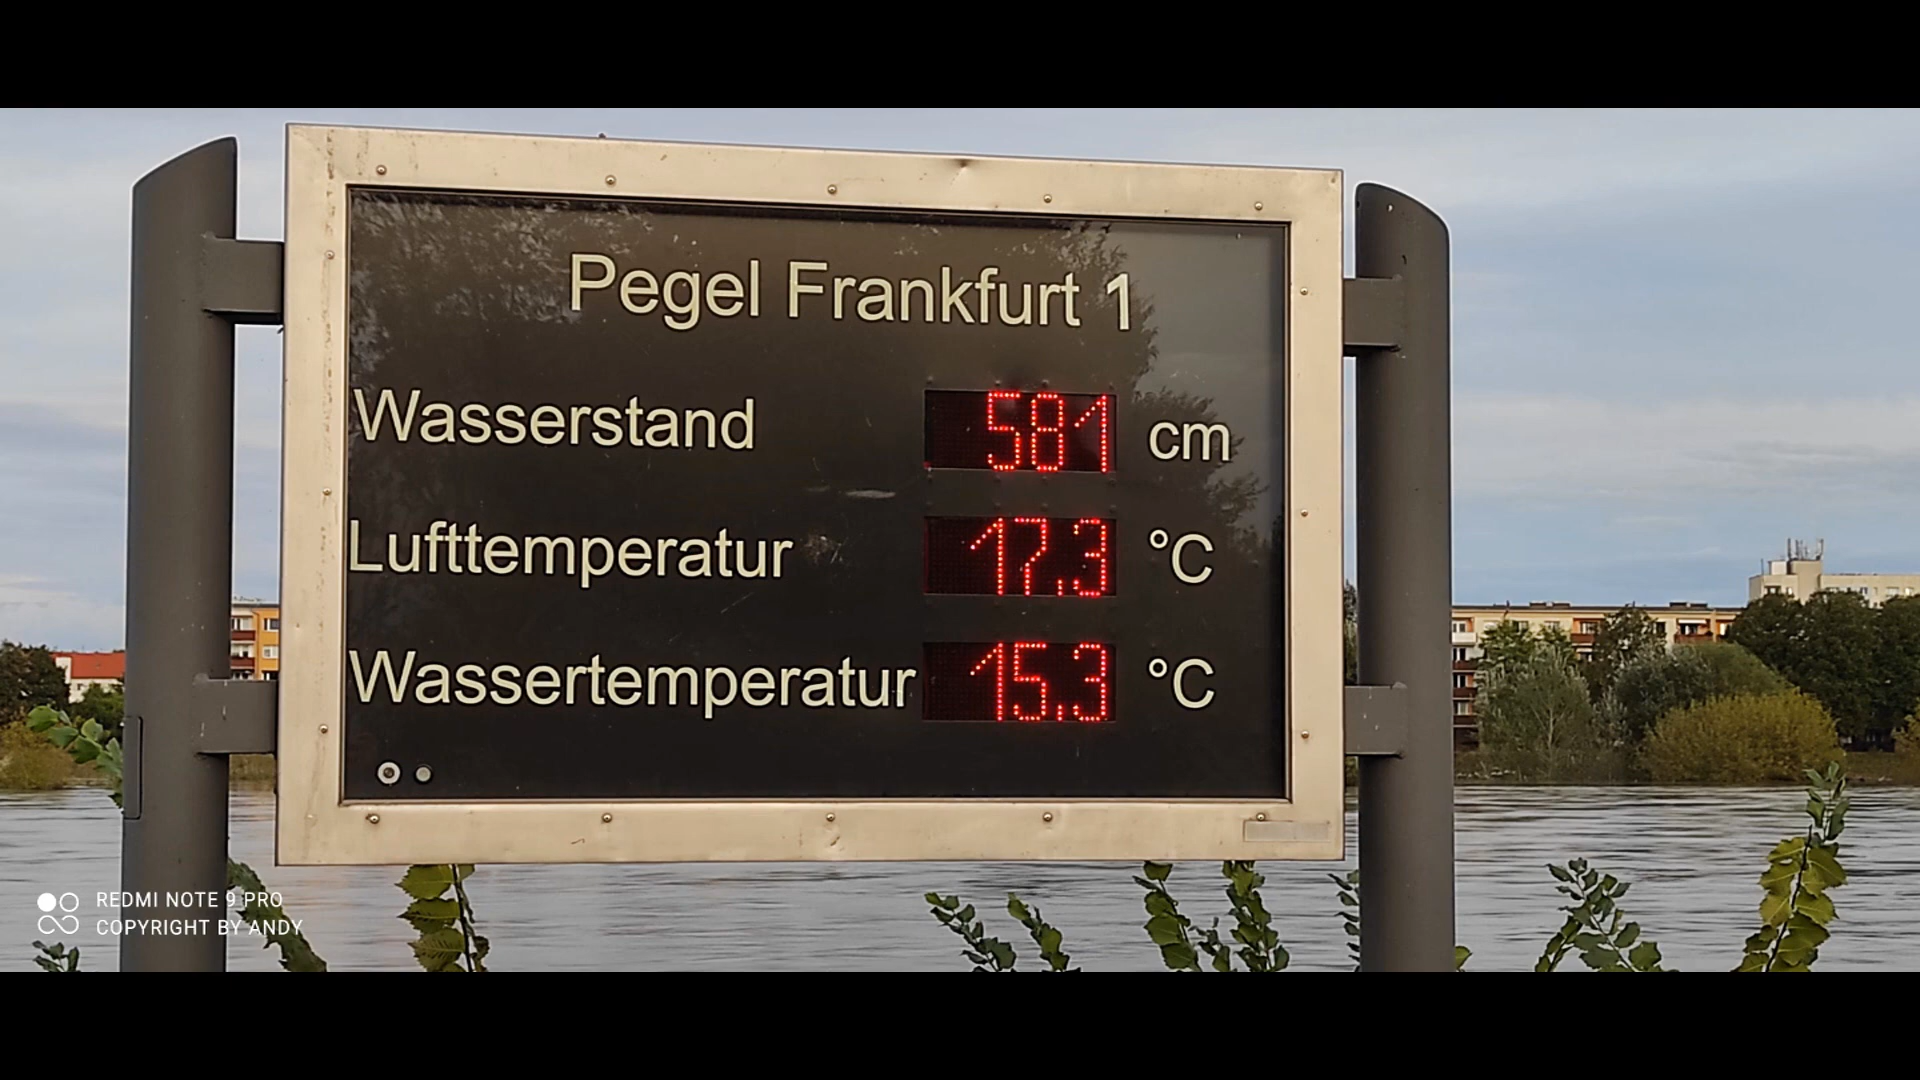 Pegel Frankfurt 1
Wasserstand 581 cm
Lufttemperatur 17.3 °C
Wassertemperatur 15.3 °C
REDMI NOTE 9 PRO
COPYRIGHT BY ANDY